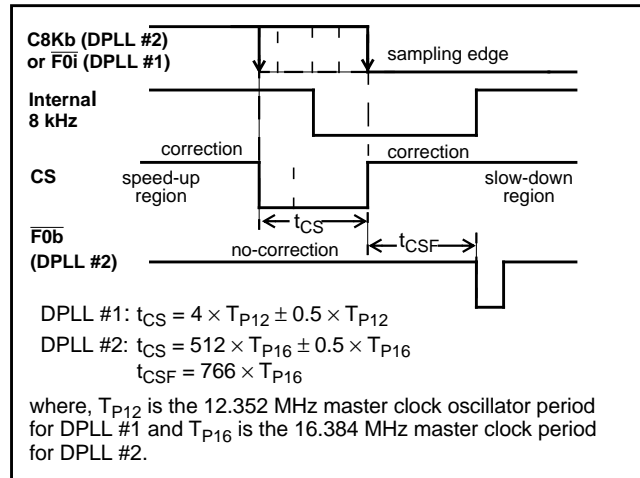 C8Kb (DPLL #2)
or F0i (DPLL #1)
sampling edge
Internal
8 kHz
correction
correction
CS
speed-up
region
slow-down
region
tCS
F0b
(DPLL #2)
no-correction
tCSF
DPLL #1: tCS = 4 × TP12 ± 0.5 × TP12
DPLL #2: tCS = 512 × TP16 ± 0.5 × TP16
tCSF = 766 × TP16
where, TP12 is the 12.352 MHz master clock oscillator period
for DPLL #1 and TP16 is the 16.384 MHz master clock period
for DPLL #2.